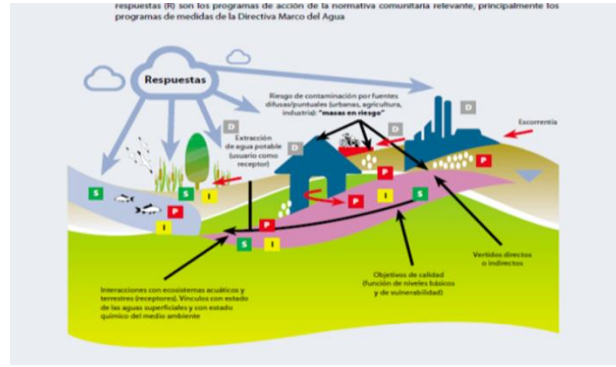 respuestas (R) son los programas de acción de la normativa comunitaria relevante, principalmente los
programas de medidas de la Directiva Marco del Agua
Respuestas
Riesgo de contaminación por fuentes
difusas/puntuales (urbanas, agricultura,
industria): "masas en riesgo"
D
Escorrentía
D
D
Extracción
de agua potable
(usuario como
receptor)
D
P
P
S
S
I
I
S
P
P
P
I
S
I
Vertidos directos
o indirectos
Objetivos de calidad
(función de niveles básicos
y de vulnerabilidad)
Interacciones con ecosistemas acuáticos y
terrestres (receptores). Vínculos con estado
de las aguas superficiales y con estado
químico del medio ambiente